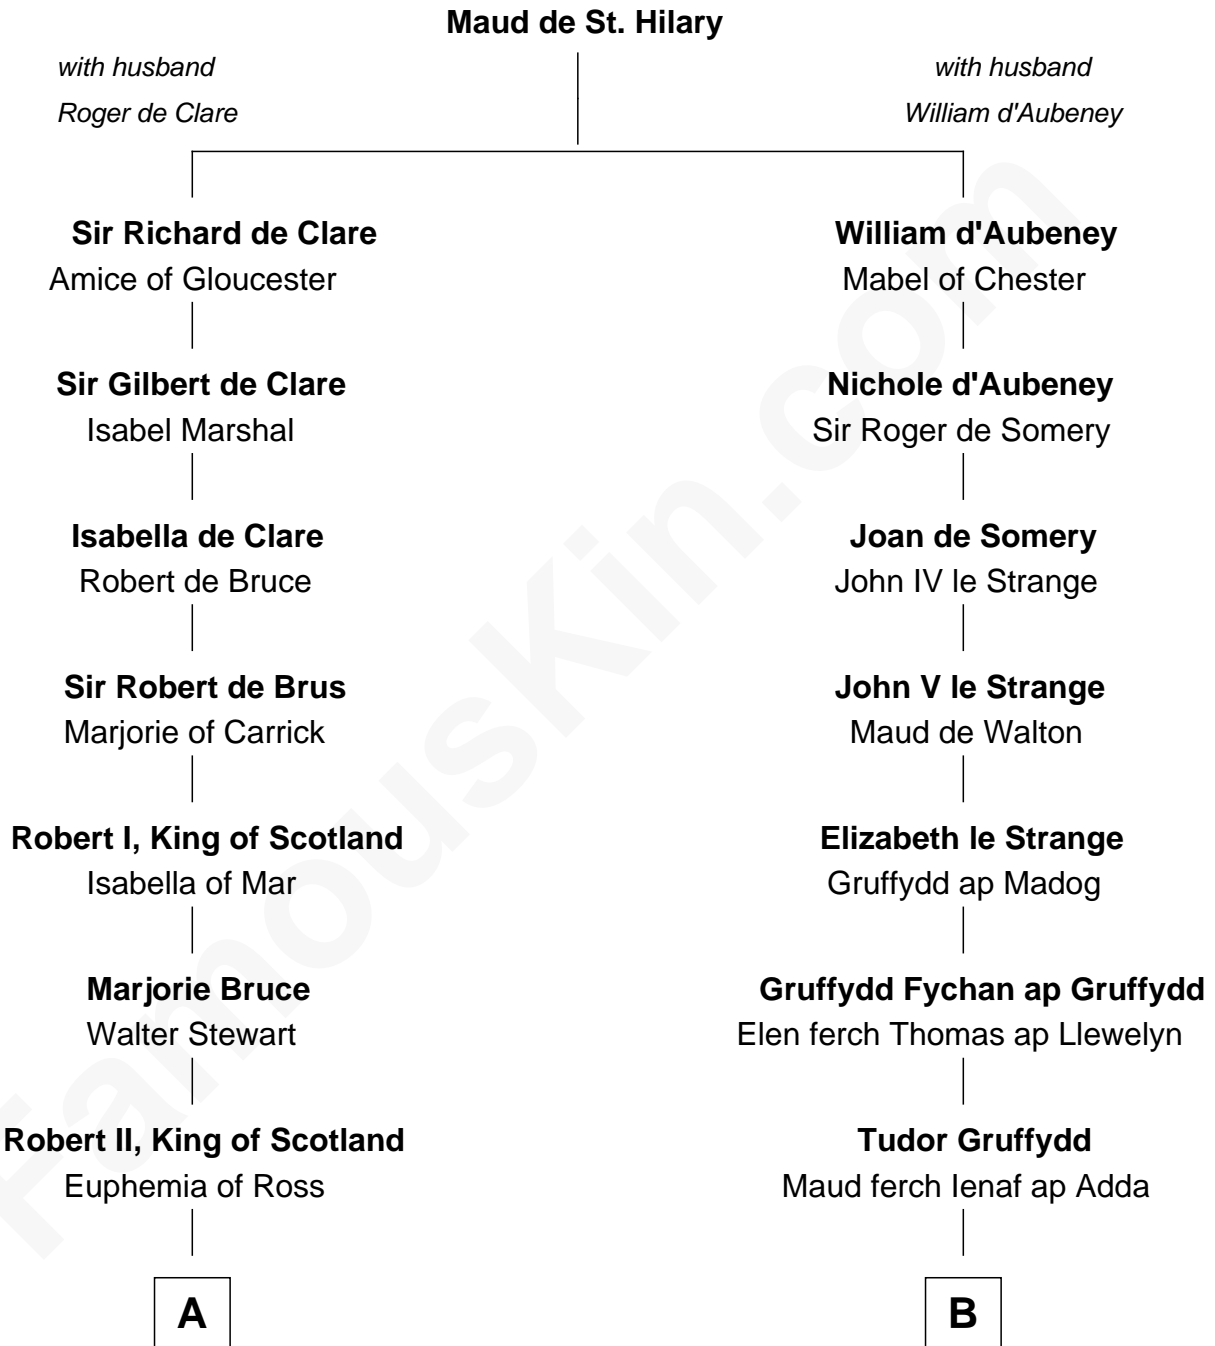 Maud de St. Hilary
with husband
Roger de Clare
with husband
William d'Aubeney
Sir Richard de Clare
Amice of Gloucester
William d'Aubeney
Mabel of Chester
Sir Gilbert de Clare
Isabel Marshal
Nichole d'Aubeney
Sir Roger de Somery
Isabella de Clare
Robert de Bruce
Joan de Somery
John IV le Strange
Sir Robert de Brus
Marjorie of Carrick
John V le Strange
Maud de Walton
Robert I, King of Scotland
Isabella of Mar
Elizabeth le Strange
Gruffydd ap Madog
Marjorie Bruce
Walter Stewart
Gruffydd Fychan ap Gruffydd
Elen ferch Thomas ap Llewelyn
Robert II, King of Scotland
Euphemia of Ross
Tudor Gruffydd
Maud ferch Ienaf ap Adda
A
B
FamousKin.com